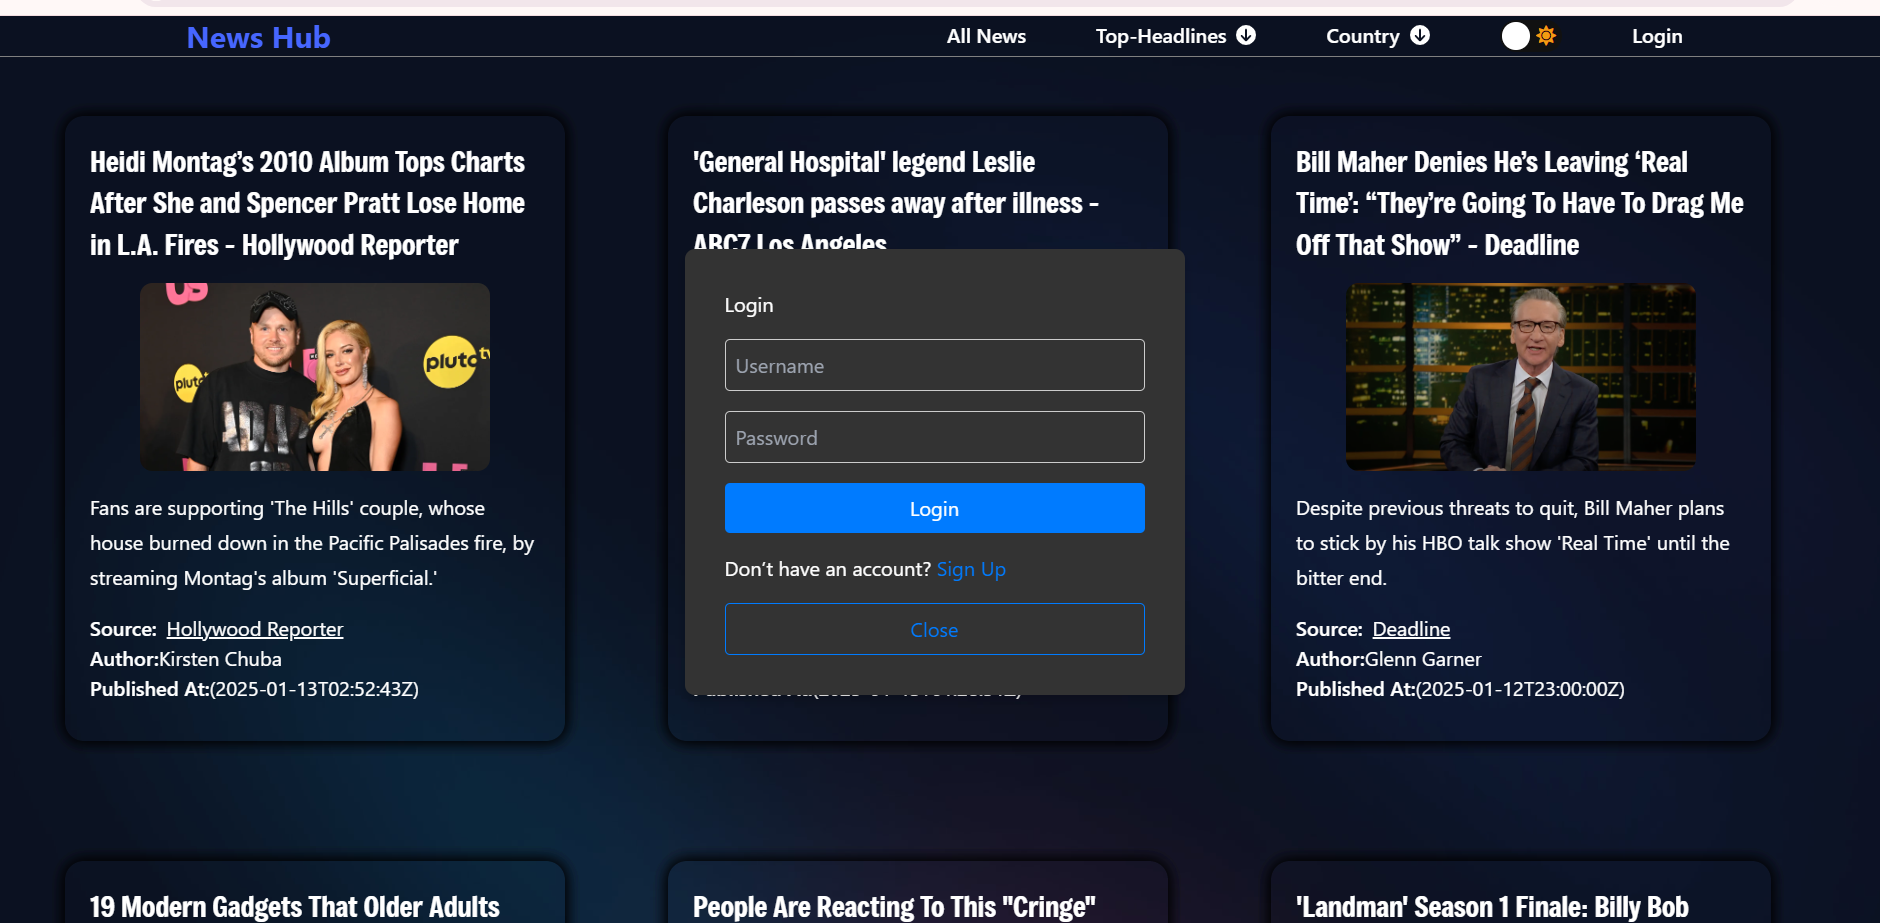 News Hub
All News
Top-Headlines
Country
Login
Heidi Montag’s 2010 Album Tops Charts
After She and Spencer Pratt Lose Home
in L.A. Fires - Hollywood Reporter
pluto tv
Fans are supporting 'The Hills' couple, whose
house burned down in the Pacific Palisades fire, by
streaming Montag's album 'Superficial.'
Source: Hollywood Reporter
Author:Kirsten Chuba
Published At:(2025-01-13T02:52:43Z)
'General Hospital' legend Leslie
Charleson passes away after illness -
ABC7 Los Angeles
Login
Username
Password
Login
Don’t have an account? Sign Up
Close
Bill Maher Denies He’s Leaving ‘Real
Time’: “They’re Going To Have To Drag Me
Off That Show” - Deadline
Despite previous threats to quit, Bill Maher plans
to stick by his HBO talk show 'Real Time' until the
bitter end.
Source: Deadline
Author:Glenn Garner
Published At:(2025-01-12T23:00:00Z)
19 Modern Gadgets That Older Adults
People Are Reacting To This "Cringe"
'Landman' Season 1 Finale: Billy Bob